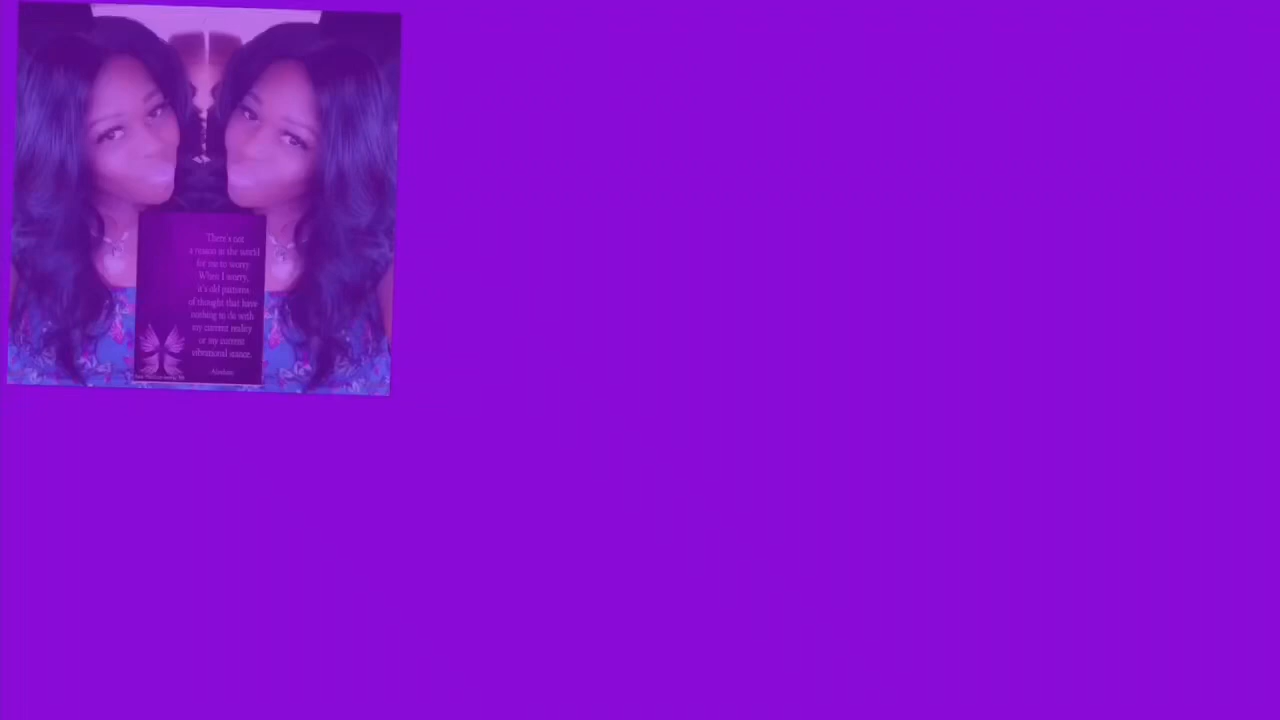 There's not
a reason in the world
for me to worry.
When I worry,
it's old patterns
of thought that have
nothing to do with
my current reality
or my current
vibrational stance.
-Abraham